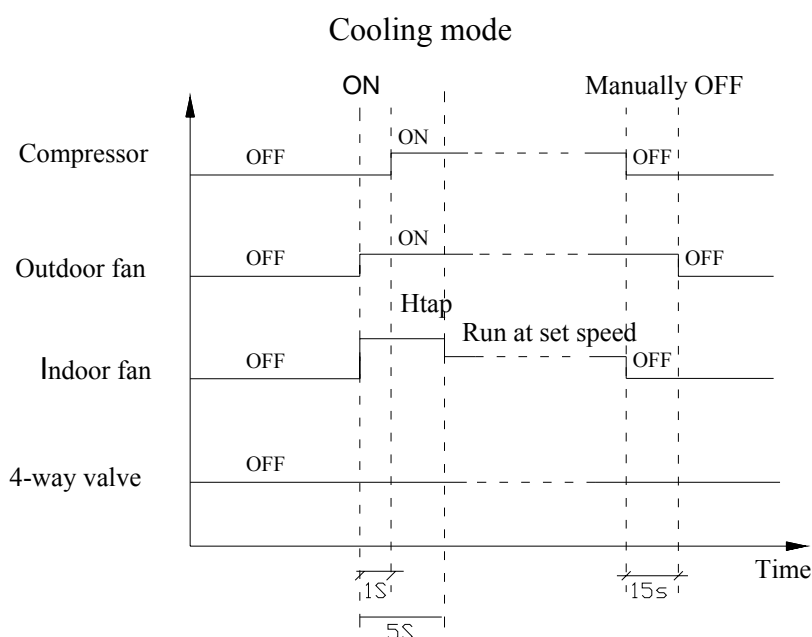 Cooling mode
ON
Manually OFF
Compressor
OFF
ON
OFF
Outdoor fan
OFF
ON
OFF
Htap
Indoor fan
OFF
Run at set speed
OFF
4-way valve
OFF
Time
1S
15s
5S